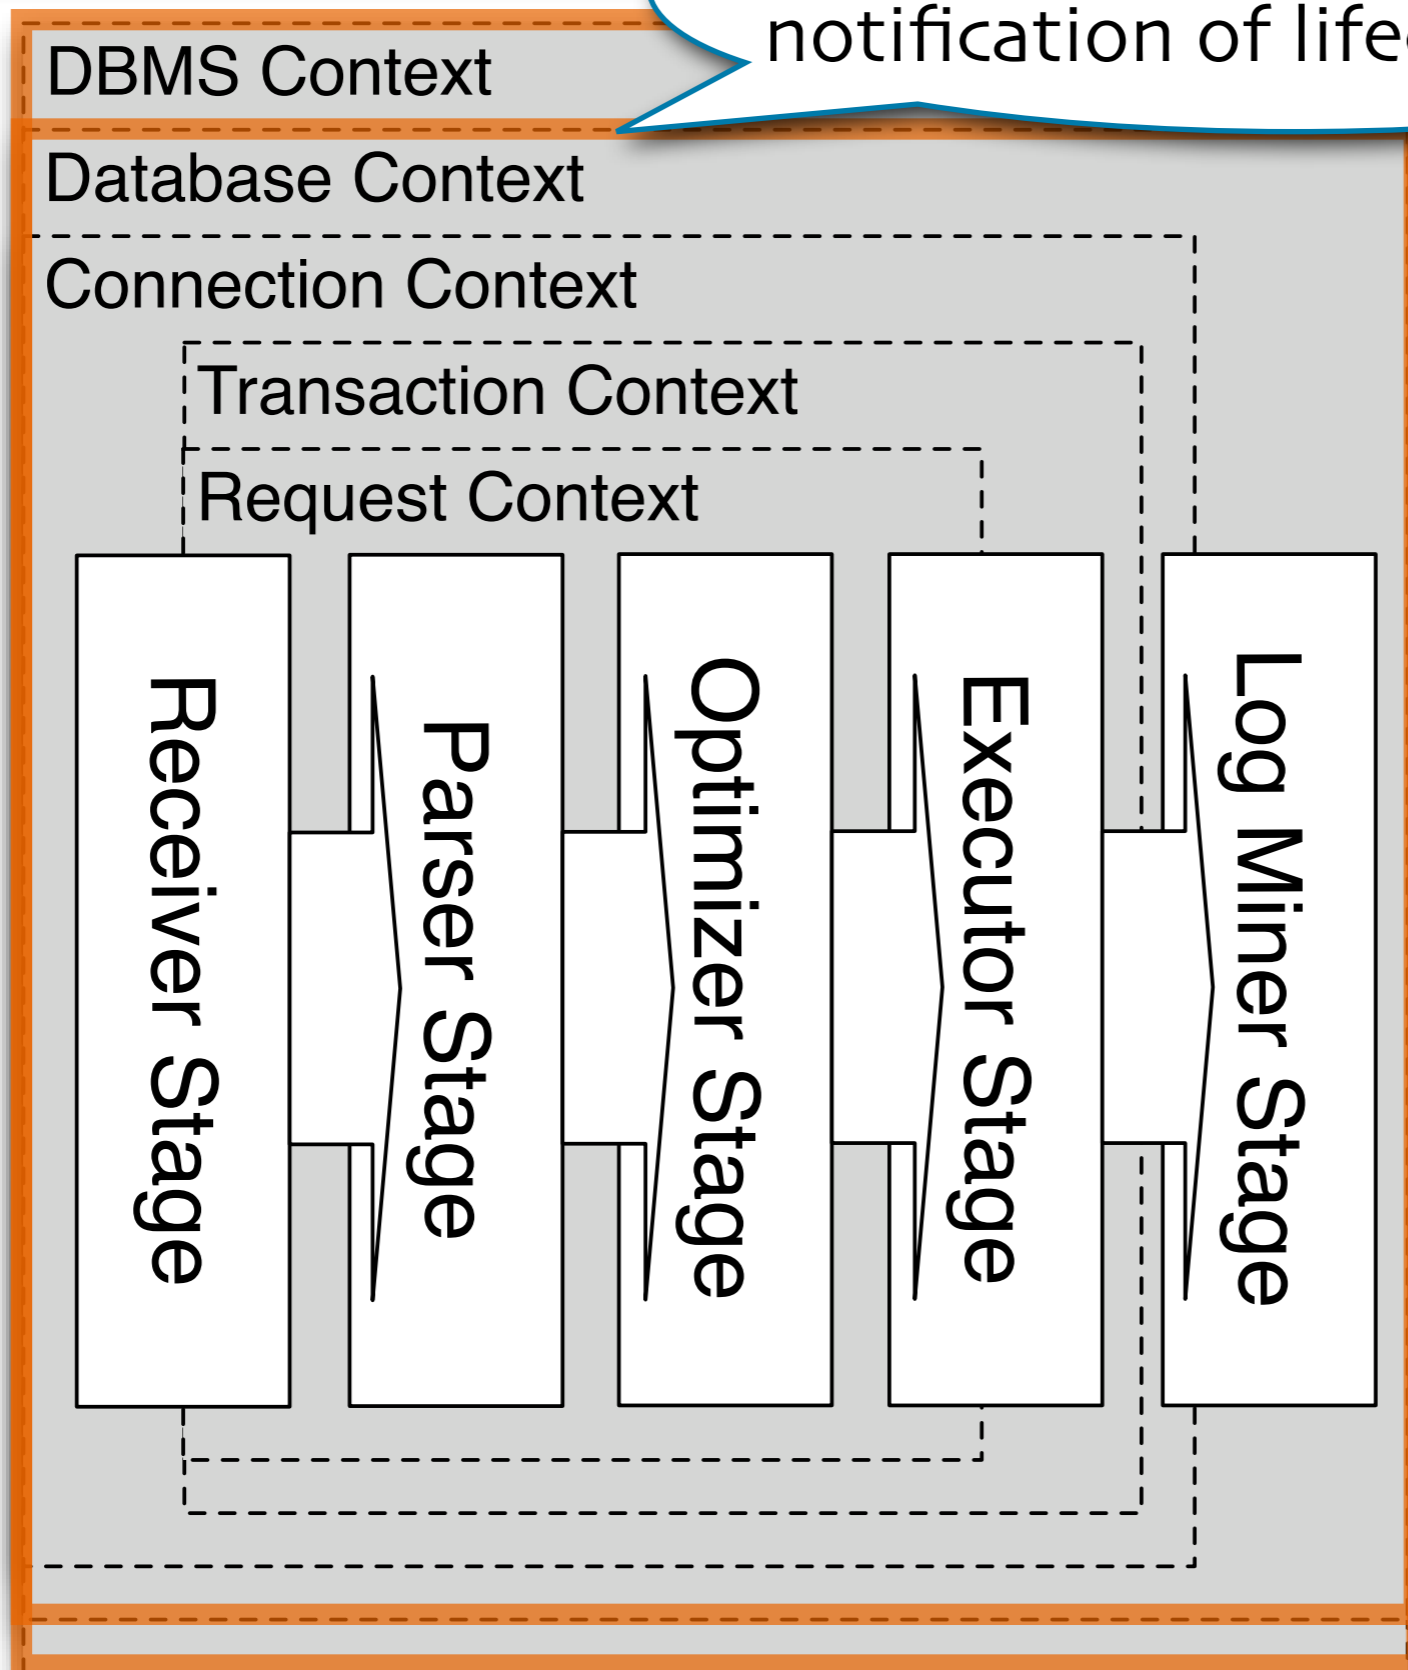 notification of
DBMS Context
Database Context
Connection Context
Transaction Context
Request Context
Receiver Stage
Parser Stage
Optimizer Stage
Executor Stage
Log Miner Stage